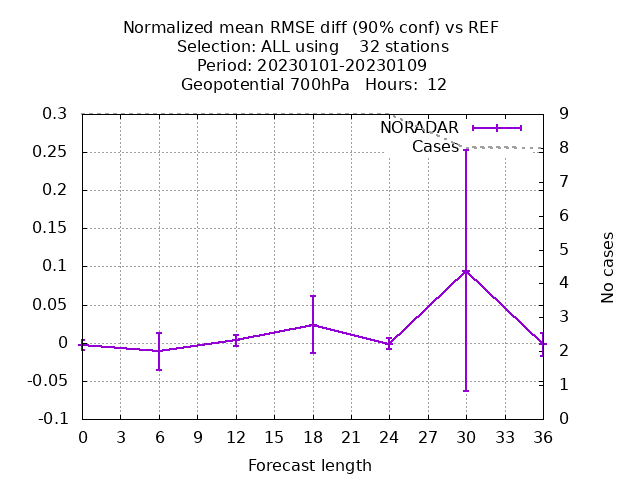 Normalized mean RMSE diff (90% conf) vs REF
Selection: ALL using    32 stations
Period: 20230101-20230109
Geopotential 700hPa   Hours:  12
NORADAR
Cases
0.3
0.25
0.2
0.15
0.1
0.05
0
-0.05
-0.1
9
8
7
6
5
4
3
2
1
0
No cases
0 3 6 9 12 15 18 21 24 27 30 33 36
Forecast length